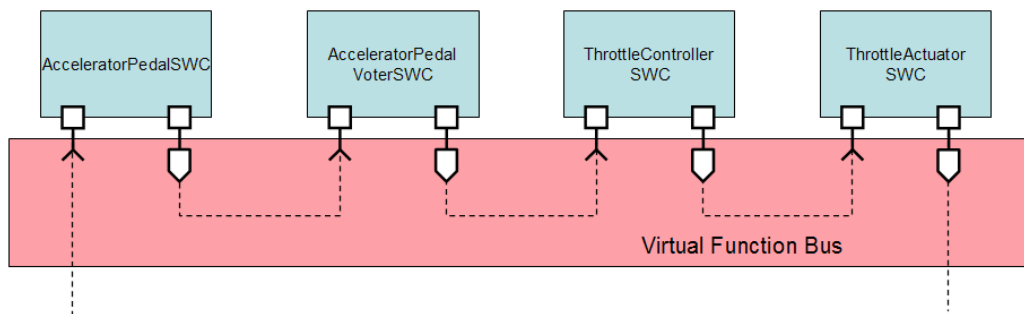 AcceleratorPedalSWC
AcceleratorPedal
VoterSWC
ThrottleController
SWC
ThrottleActuator
SWC
Virtual Function Bus